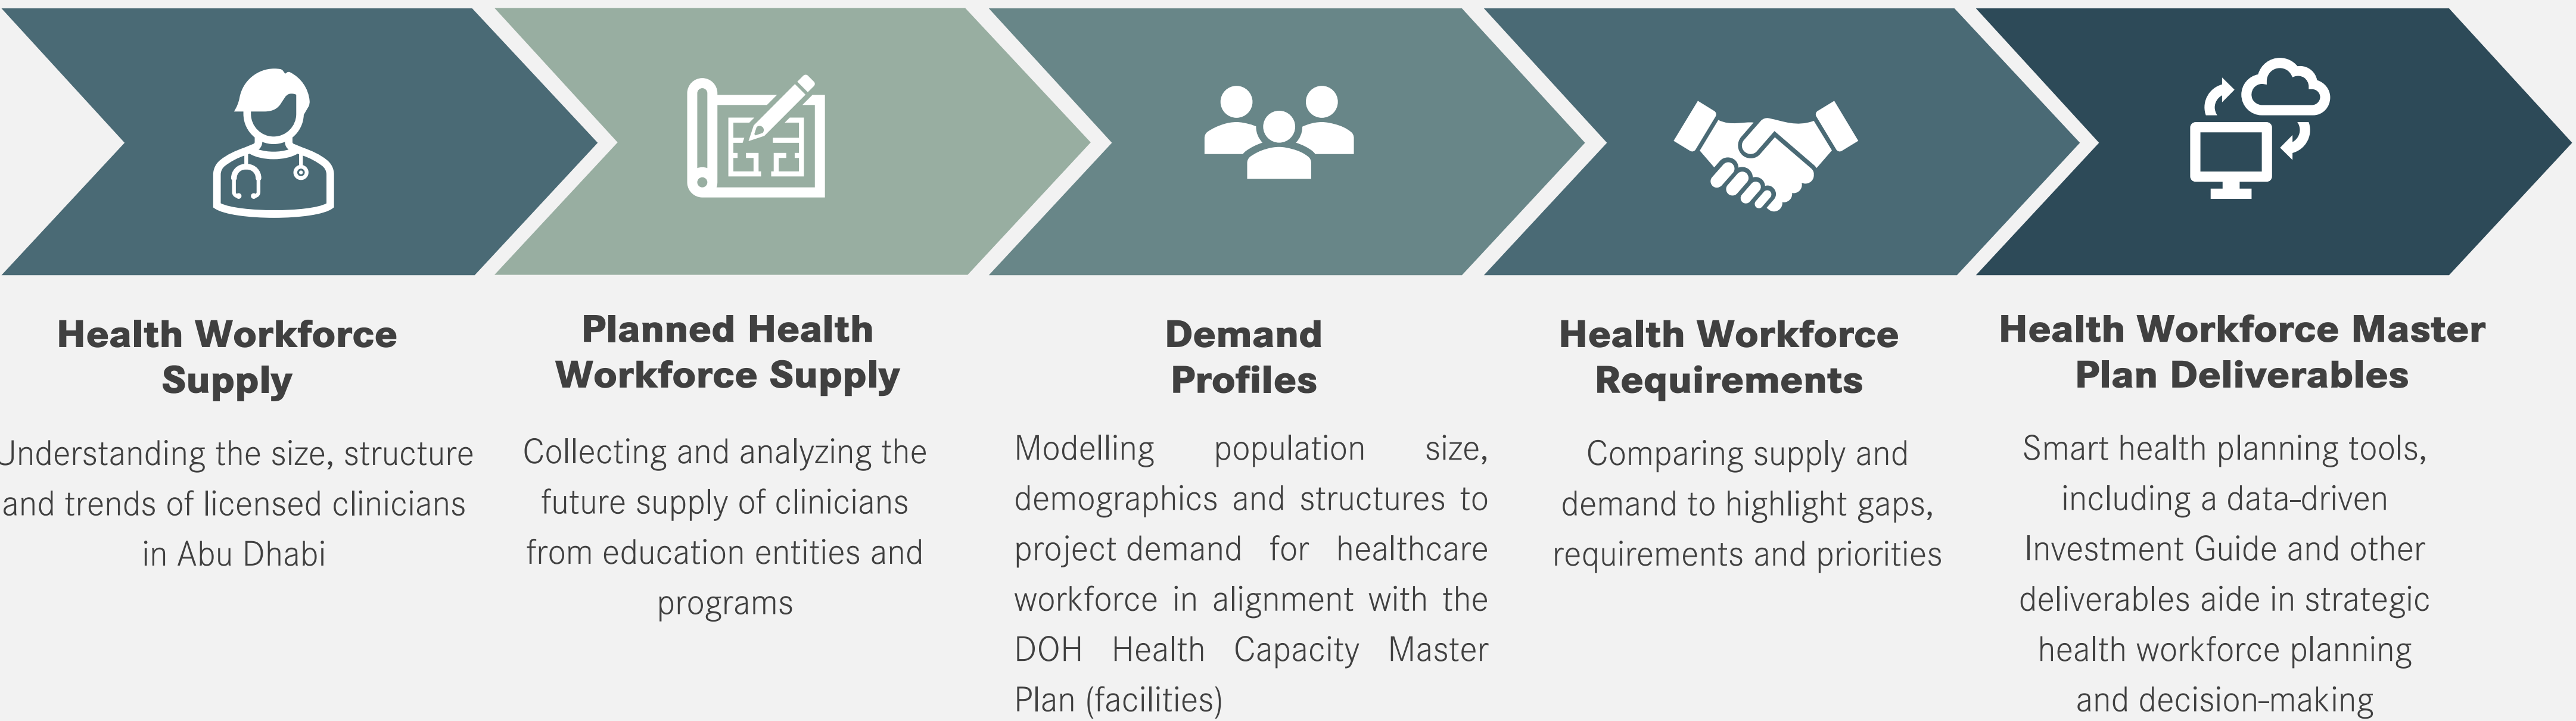 Health Workforce
Supply
Understanding the size, structure
and trends of licensed clinicians
in Abu Dhabi
Planned Health
Workforce Supply
Collecting and analyzing the
future supply of clinicians
from education entities and
programs
Demand
Profiles
Modelling population size,
demographics and structures to
project demand for healthcare
workforce in alignment with the
DOH Health Capacity Master
Plan (facilities)
Health Workforce
Requirements
Comparing supply and
demand to highlight gaps,
requirements and priorities
Health Workforce Master
Plan Deliverables
Smart health planning tools,
including a data-driven
Investment Guide and other
deliverables aide in strategic
health workforce planning
and decision-making